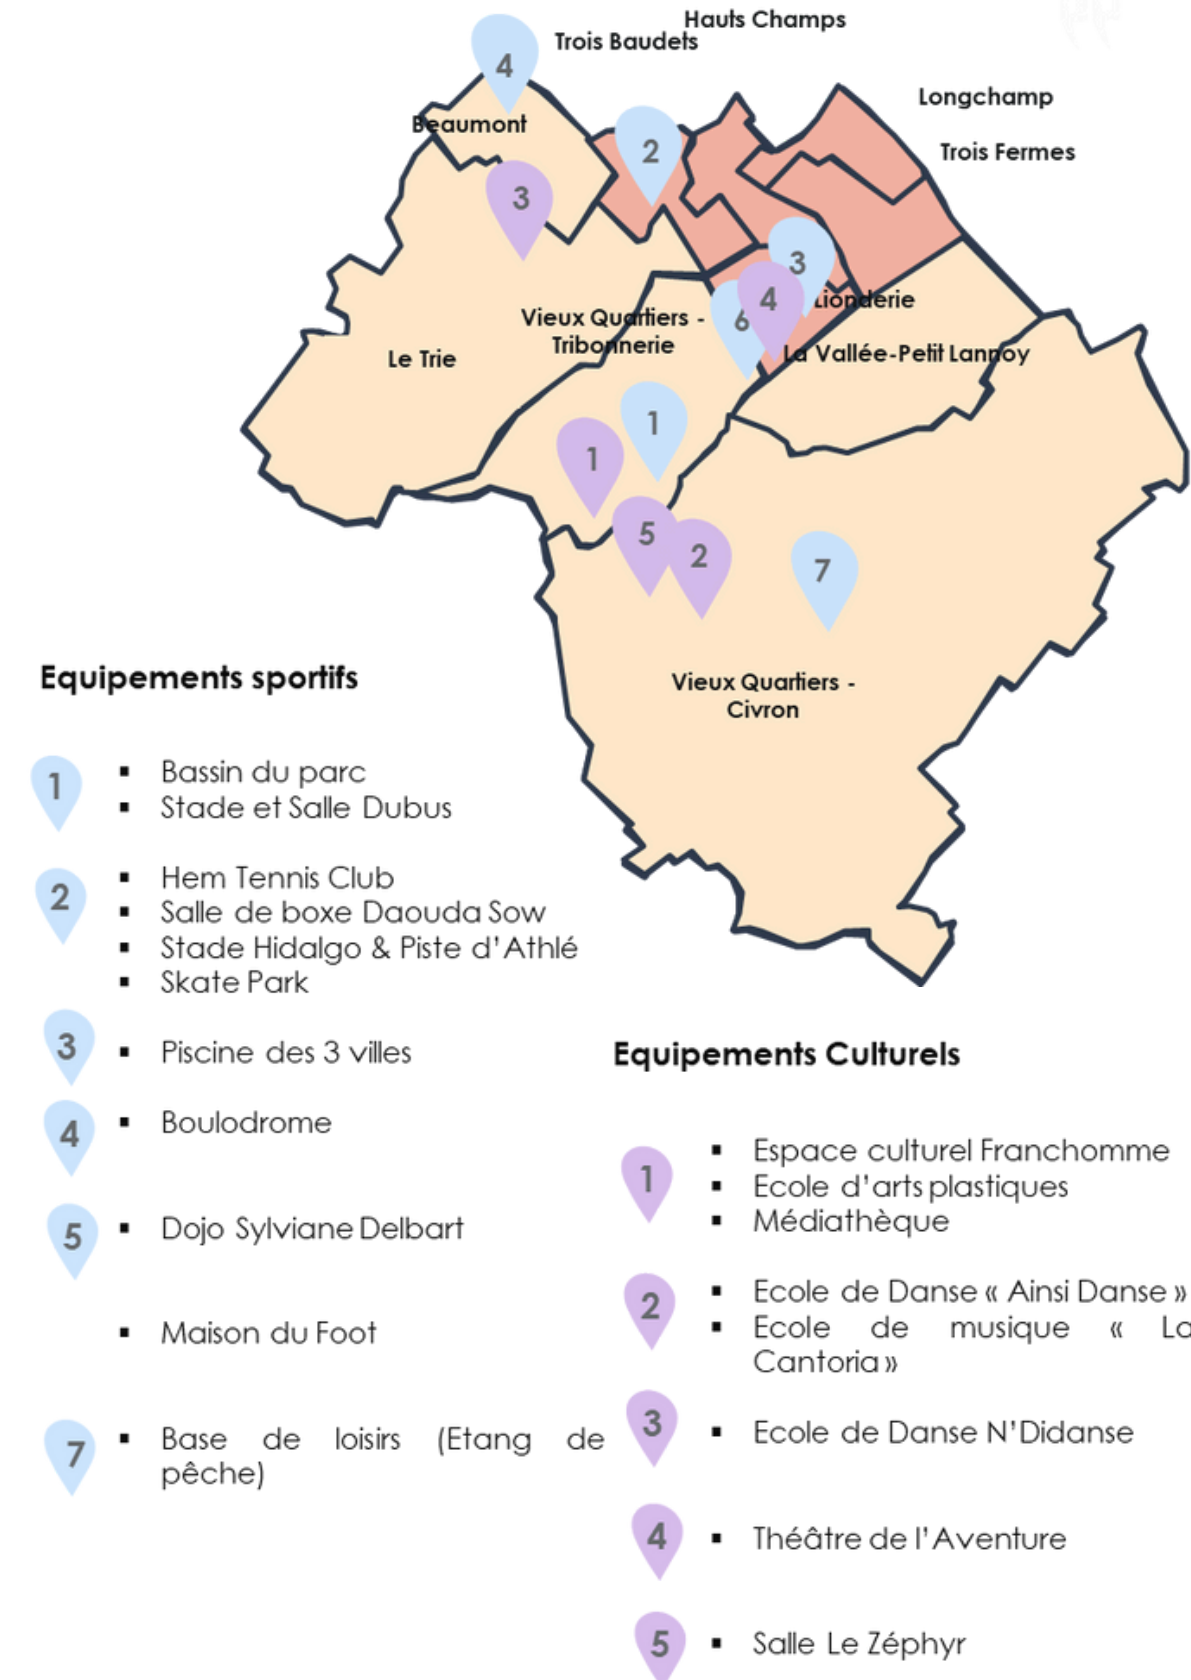 Hauts Champs
Trois Baudets
4
Longchamp
Beaumont
2
Trois Fermes
3
3
4
Lionderie
6
Vieux Quartiers -
Tribonnerie
Le Trie
La Vallée-Petit Lannoy
1
1
5
2
7
Vieux Quartiers -
Civron
Equipements sportifs
1
▪ Bassin du parc
▪ Stade et Salle Dubus
2
▪ Hem Tennis Club
▪ Salle de boxe Daouda Sow
▪ Stade Hidalgo & Piste d'Athlé
▪ Skate Park
3
▪ Piscine des 3 villes
4
▪ Boulodrome
5
▪ Dojo Sylviane Delbart
▪ Maison du Foot
7
▪ Base de loisirs (Etang de
pêche)
Equipements Culturels
1
▪ Espace culturel Franchomme
▪ Ecole d'arts plastiques
▪ Médiathèque
2
▪ Ecole de Danse « Ainsi Danse »
▪ Ecole de musique « La
Cantoria »
3
▪ Ecole de Danse N'Didanse
4
▪ Théâtre de l'Aventure
5
▪ Salle Le Zéphyr